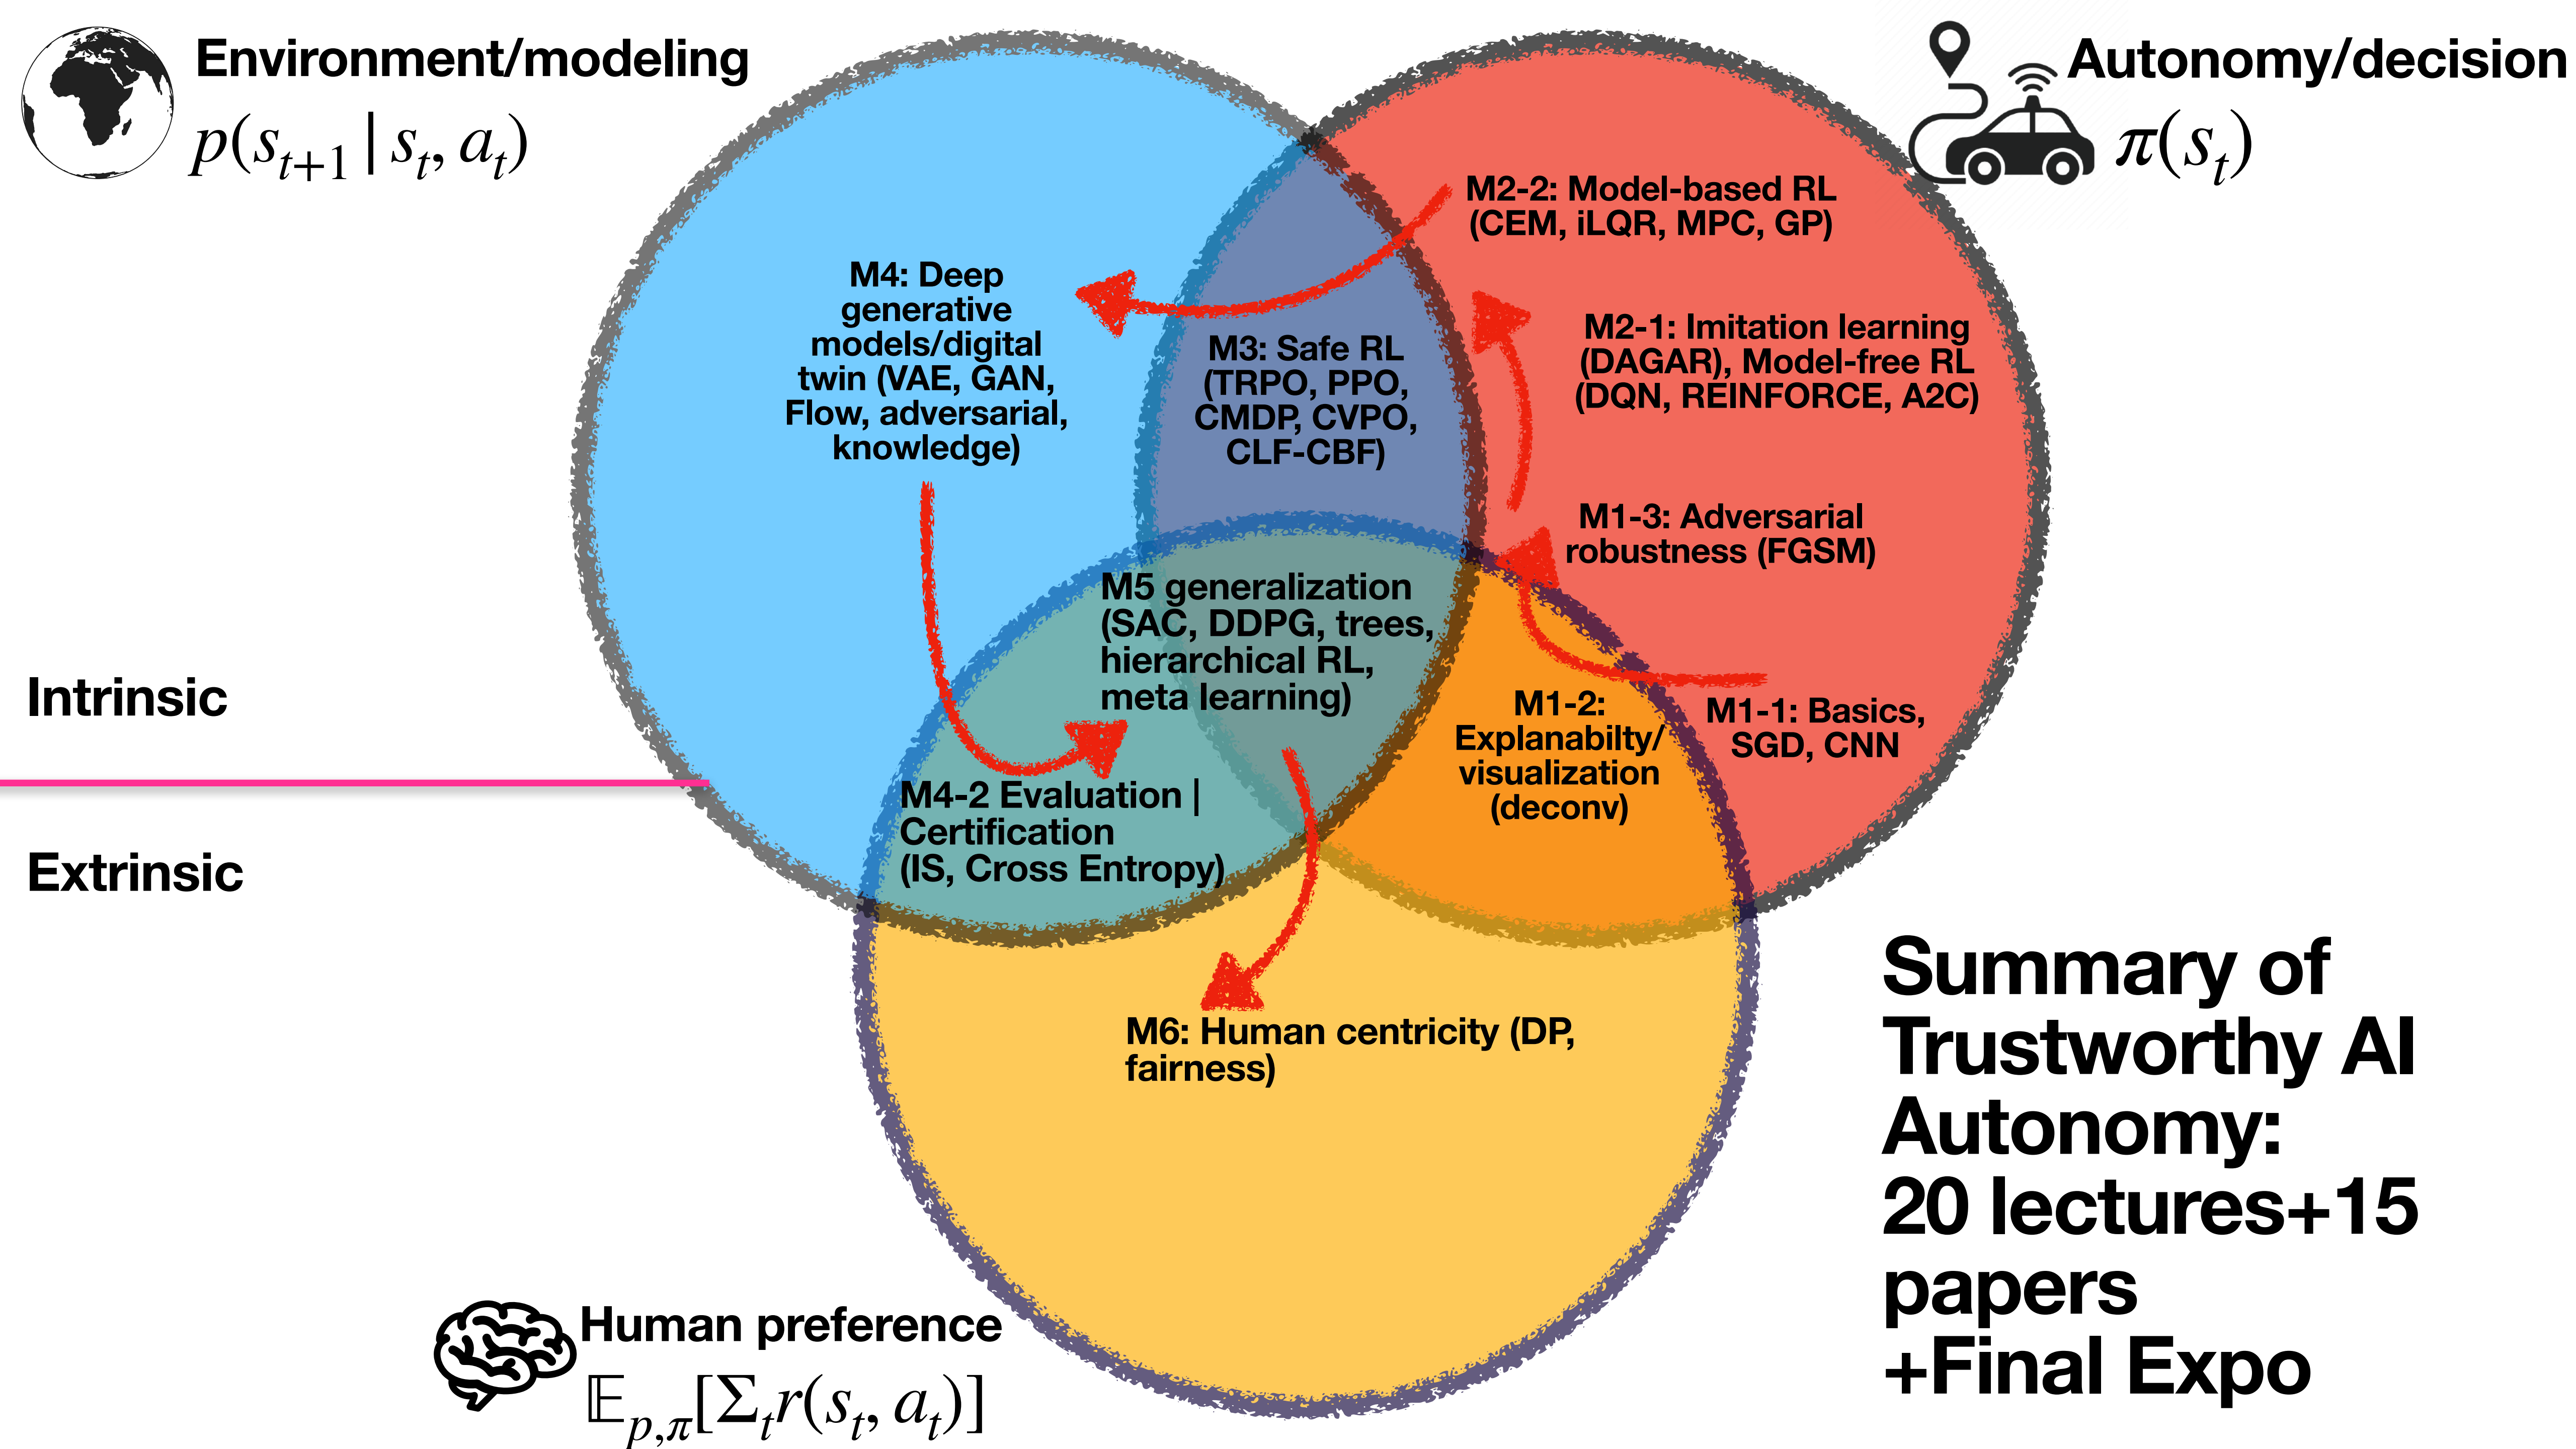 Environment/modeling
p(s_{t+1} | s_t, a_t)
Autonomy/decision
π(s_t)
M2-2: Model-based RL
(CEM, iLQR, MPC, GP)
M4: Deep
generative
models/digital
twin (VAE, GAN,
Flow, adversarial,
knowledge)
M3: Safe RL
(TRPO, PPO,
CMDP, CVPO,
CLF-CBF)
M2-1: Imitation learning
(DAGAR), Model-free RL
(DQN, REINFORCE, A2C)
M1-3: Adversarial
robustness (FGSM)
M5 generalization
(SAC, DDPG, trees,
hierarchical RL,
meta learning)
M1-2:
Explanabilty/
visualization
(deconv)
M1-1: Basics,
SGD, CNN
Intrinsic
Extrinsic
M4-2 Evaluation |
Certification
(IS, Cross Entropy)
M6: Human centricity (DP,
fairness)
Human preference
𝔼_{p,π}[Σ_t r(s_t, a_t)]
Summary of
Trustworthy AI
Autonomy:
20 lectures+15
papers
+Final Expo